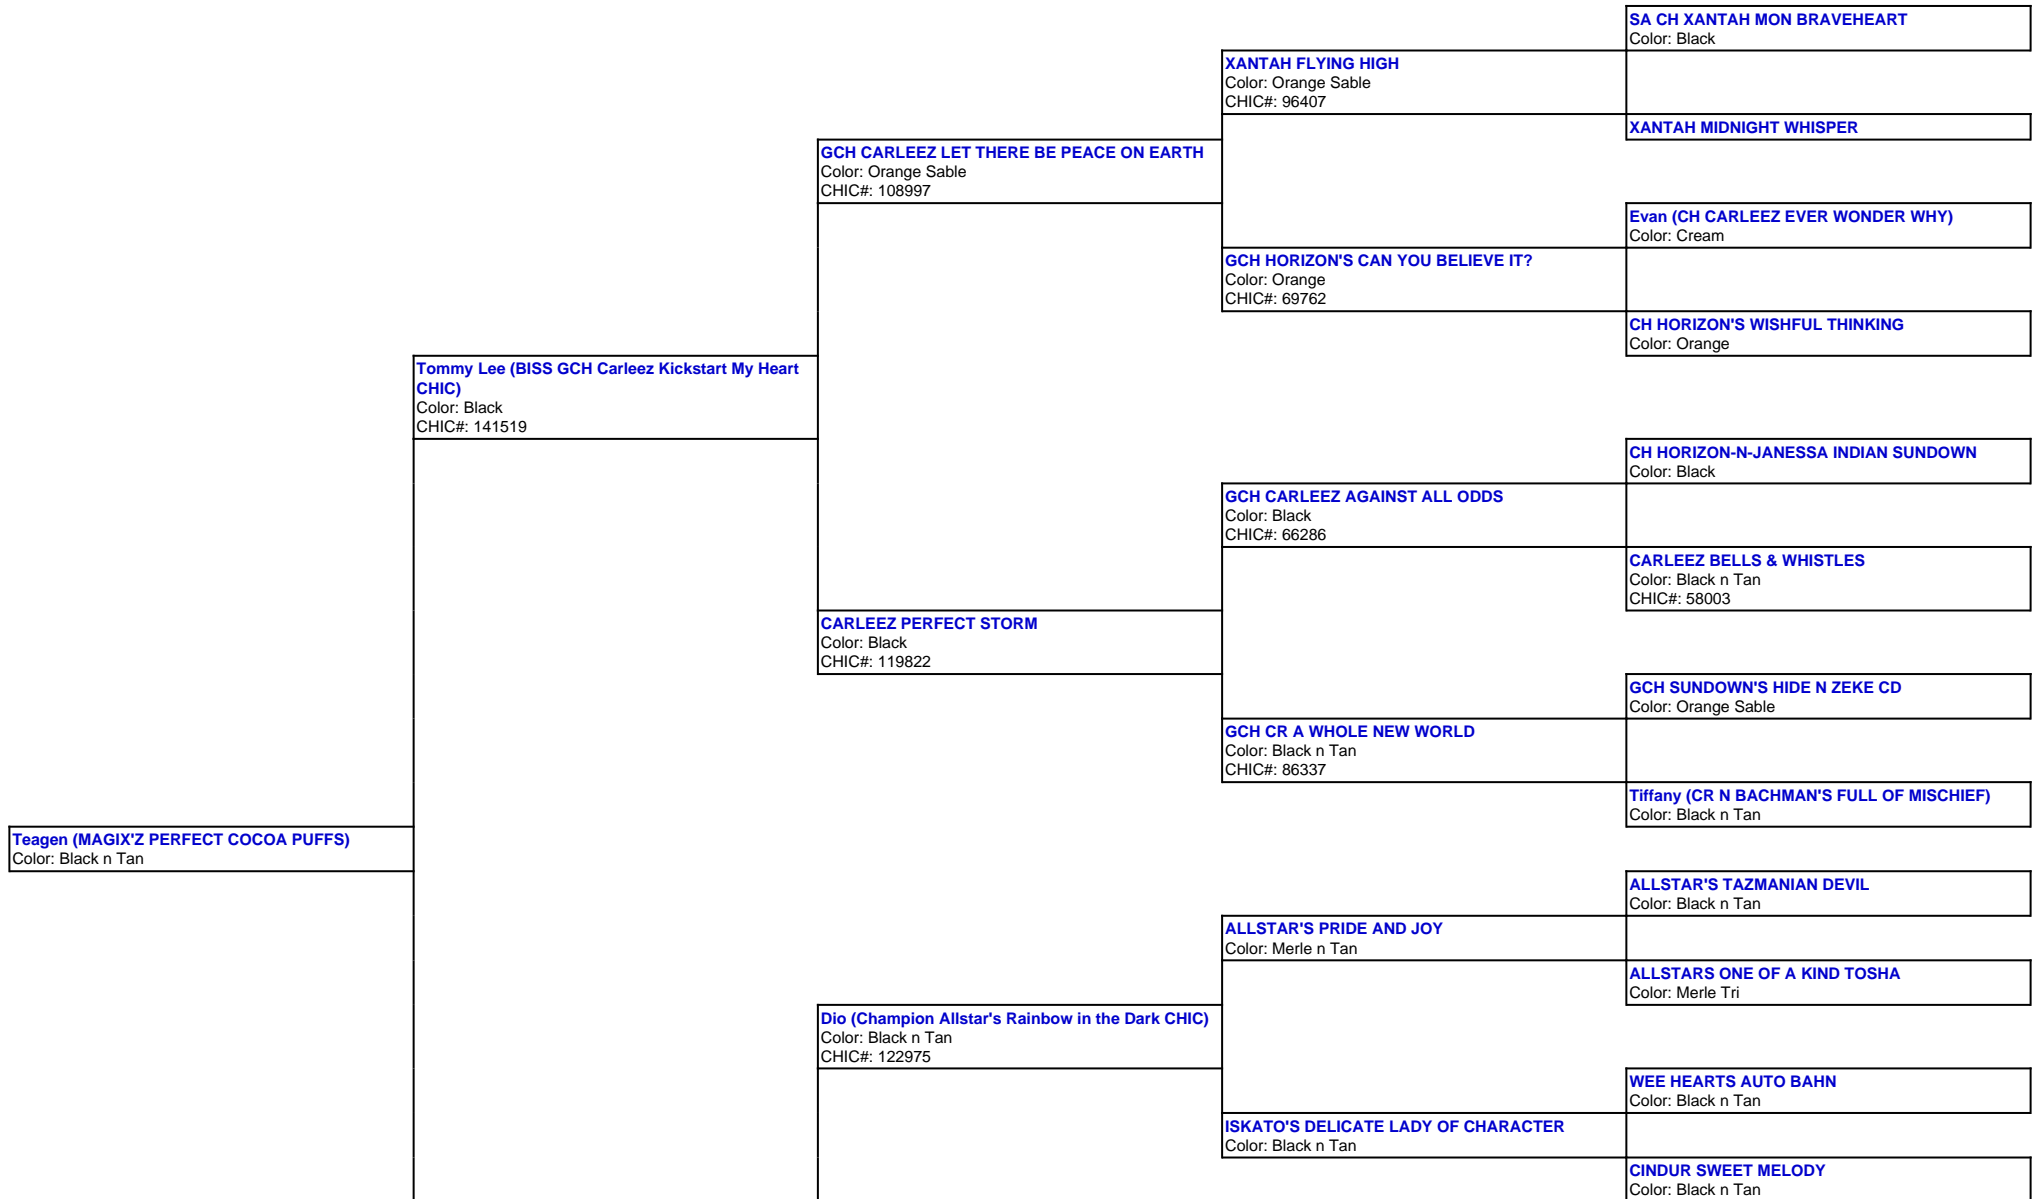 SA CH XANTAH MON BRAVEHEART
Color: Black
XANTAH FLYING HIGH
Color: Orange Sable
CHIC#: 96407
XANTAH MIDNIGHT WHISPER
GCH CARLEEZ LET THERE BE PEACE ON EARTH
Color: Orange Sable
CHIC#: 108997
Evan (CH CARLEEZ EVER WONDER WHY)
Color: Cream
GCH HORIZON'S CAN YOU BELIEVE IT?
Color: Orange
CHIC#: 69762
CH HORIZON'S WISHFUL THINKING
Color: Orange
Tommy Lee (BISS GCH Carleez Kickstart My Heart
CHIC)
Color: Black
CHIC#: 141519
CH HORIZON-N-JANESSA INDIAN SUNDOWN
Color: Black
GCH CARLEEZ AGAINST ALL ODDS
Color: Black
CHIC#: 66286
CARLEEZ BELLS & WHISTLES
Color: Black n Tan
CHIC#: 58003
CARLEEZ PERFECT STORM
Color: Black
CHIC#: 119822
GCH SUNDOWN'S HIDE N ZEKE CD
Color: Orange Sable
GCH CR A WHOLE NEW WORLD
Color: Black n Tan
CHIC#: 86337
Tiffany (CR N BACHMAN'S FULL OF MISCHIEF)
Color: Black n Tan
Teagen (MAGIX'Z PERFECT COCOA PUFFS)
Color: Black n Tan
ALLSTAR'S TAZMANIAN DEVIL
Color: Black n Tan
ALLSTAR'S PRIDE AND JOY
Color: Merle n Tan
ALLSTARS ONE OF A KIND TOSHA
Color: Merle Tri
Dio (Champion Allstar's Rainbow in the Dark CHIC)
Color: Black n Tan
CHIC#: 122975
WEE HEARTS AUTO BAHN
Color: Black n Tan
ISKATO'S DELICATE LADY OF CHARACTER
Color: Black n Tan
CINDUR SWEET MELODY
Color: Black n Tan